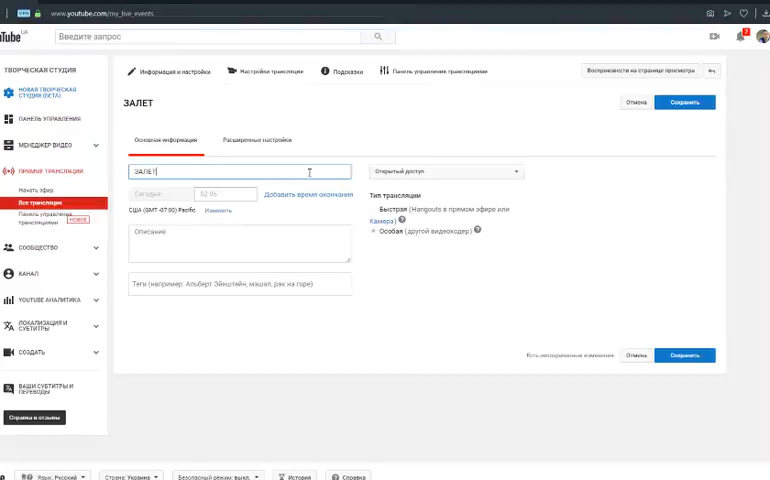 VPN www.youtube.com/my_live_events
Tube UA Введите запрос 7
ТВОРЧЕСКАЯ СТУДИЯ
НОВАЯ ТВОРЧЕСКАЯ
СТУДИЯ (БЕТА)
ПАНЕЛЬ УПРАВЛЕНИЯ
МЕНЕДЖЕР ВИДЕО
ПРЯМЫЕ ТРАНСЛЯЦИИ
Начать эфир
Все трансляции
Панель управления
трансляциями НОВОЕ
СООБЩЕСТВО
КАНАЛ
YOUTUBE АНАЛИТИКА
ЛОКАЛИЗАЦИЯ И
СУБТИТРЫ
СОЗДАТЬ
ВАШИ СУБТИТРЫ И
ПЕРЕВОДЫ
Справка и отзывы
Информация и настройки Настройки трансляции Подсказки Панель управления трансляциями Воспроизвести на странице просмотра
ЗАЛЕТ Отмена Сохранить
Основная информация Расширенные настройки
ЗАЛЕТ Открытый доступ
Сегодня 02:05 Добавить время окончания
США (GMT -07:00) Pacific Изменить
Описание
Теги (например: Альберт Эйнштейн, мэшап, рак на горе)
Тип трансляции
Быстрая (Hangouts в прямом эфире или
Камера) ?
Особая (другой видеокодер) ?
Есть несохраненные изменения Отмена Сохранить
Язык: Русский Страна: Украина Безопасный режим: выкл. История Справка